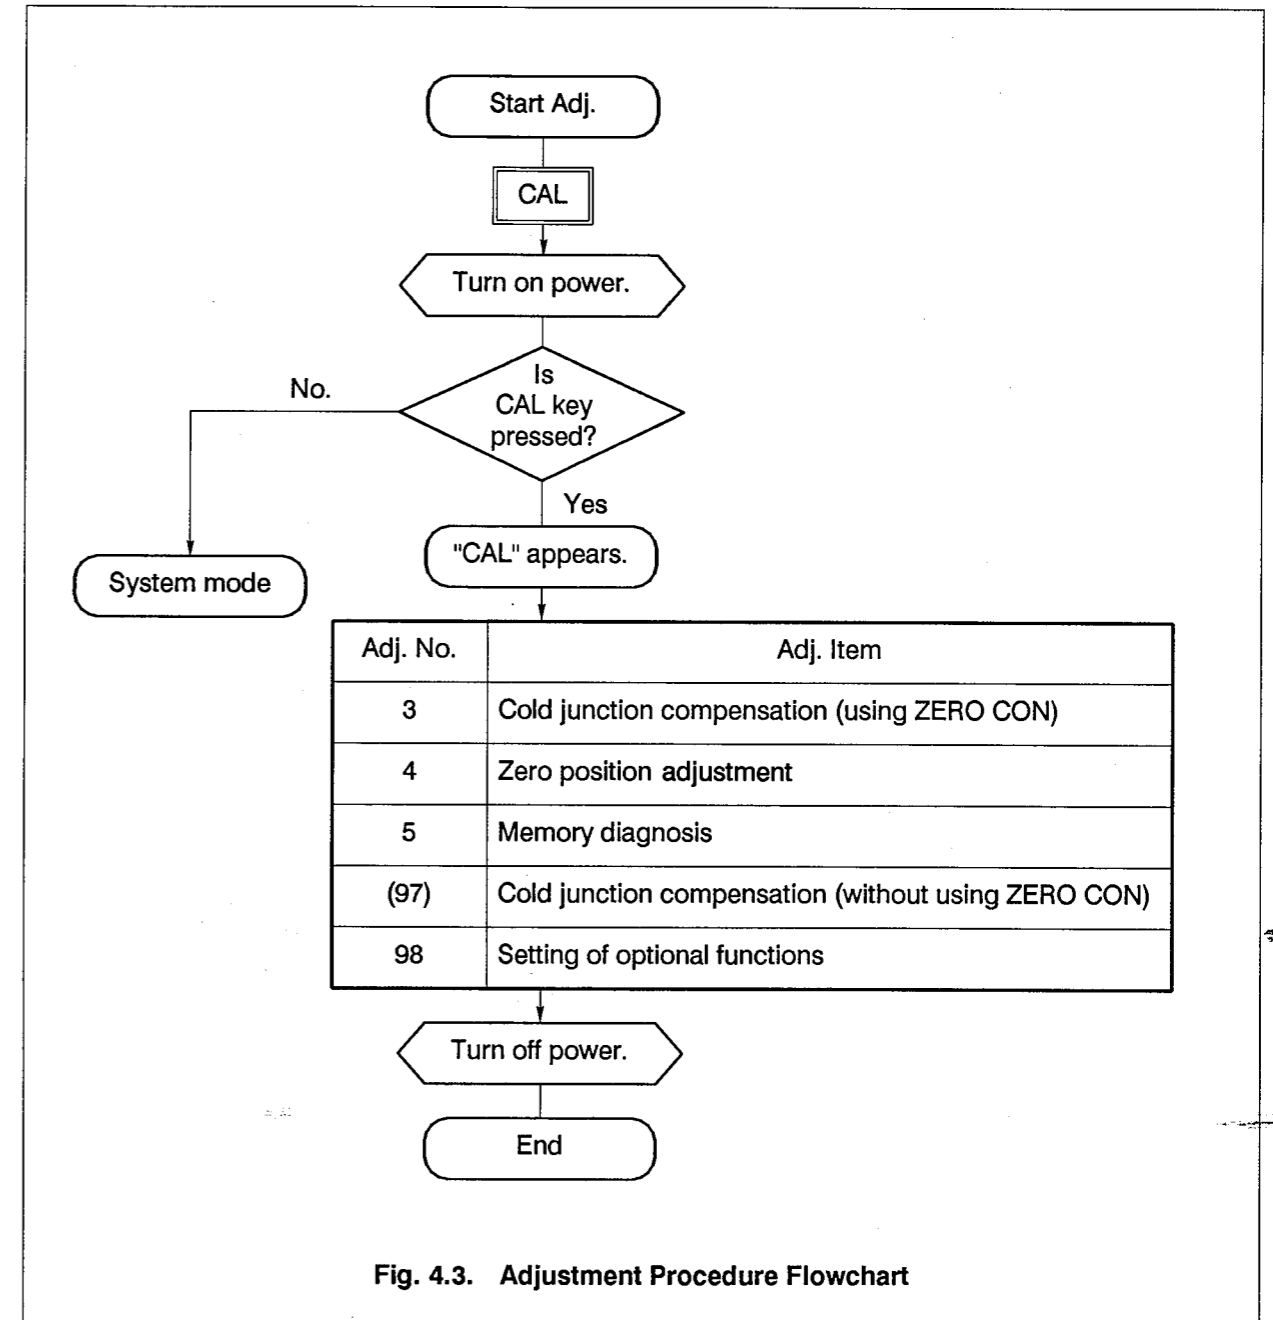 Start Adj.
CAL
Turn on power.
Is
CAL key
pressed?
No.
Yes
"CAL" appears.
System mode
Adj. No. Adj. Item
3 Cold junction compensation (using ZERO CON)
4 Zero position adjustment
5 Memory diagnosis
(97) Cold junction compensation (without using ZERO CON)
98 Setting of optional functions
Turn off power.
End
Fig. 4.3. Adjustment Procedure Flowchart